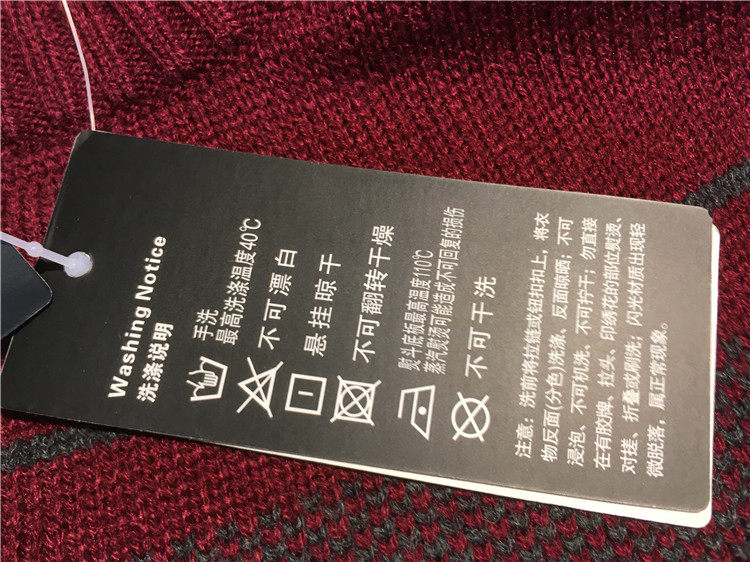 Washing Notice
洗涤说明
手洗
最高洗涤温度40℃
不可漂白
悬挂晾干
不可翻转干燥
熨斗底板最高温度110℃
蒸汽熨烫可能造成不可回复的损伤
不可干洗
注意：洗前将拉链或钮扣扣上；将衣
物反面(分色)洗涤、反面晾晒；不可
浸泡、不可机洗、不可拧干；勿直接
在有胶牌、拉头、印绣花的部位熨烫、
对搓、折叠或刷洗；闪光材质出现轻
微脱落，属正常现象。